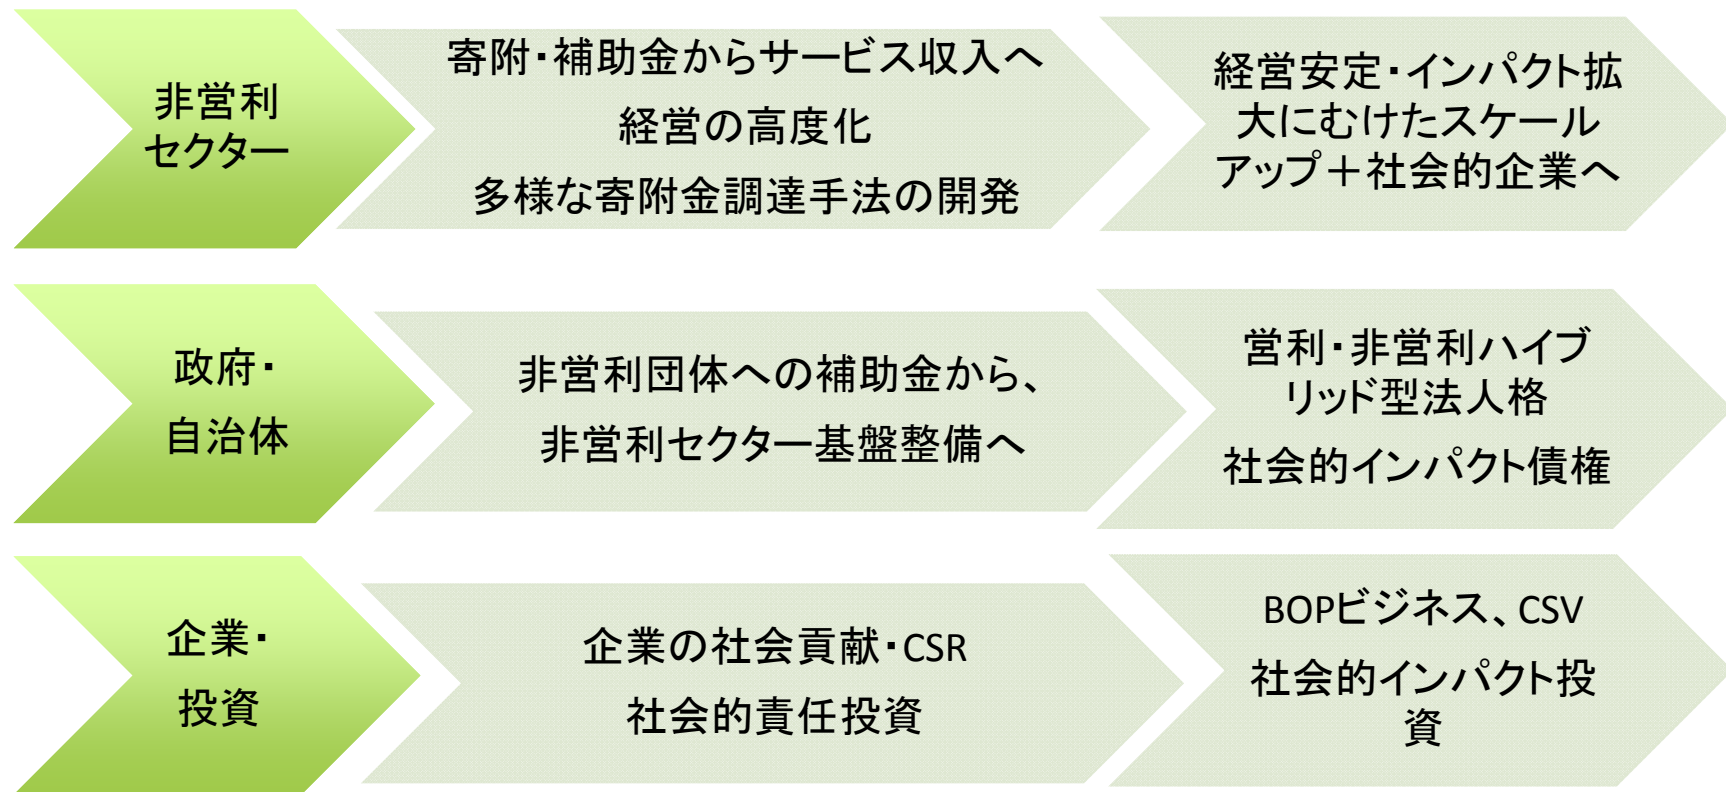 非営利
セクター
寄附・補助金からサービス収入へ
経営の高度化
多様な寄附金調達手法の開発
経営安定・インパクト拡
大にむけたスケール
アップ＋社会的企業へ
政府・
自治体
非営利団体への補助金から、
非営利セクター基盤整備へ
営利・非営利ハイブ
リッド型法人格
社会的インパクト債権
企業・
投資
企業の社会貢献・CSR
社会的責任投資
BOPビジネス、CSV
社会的インパクト投
資